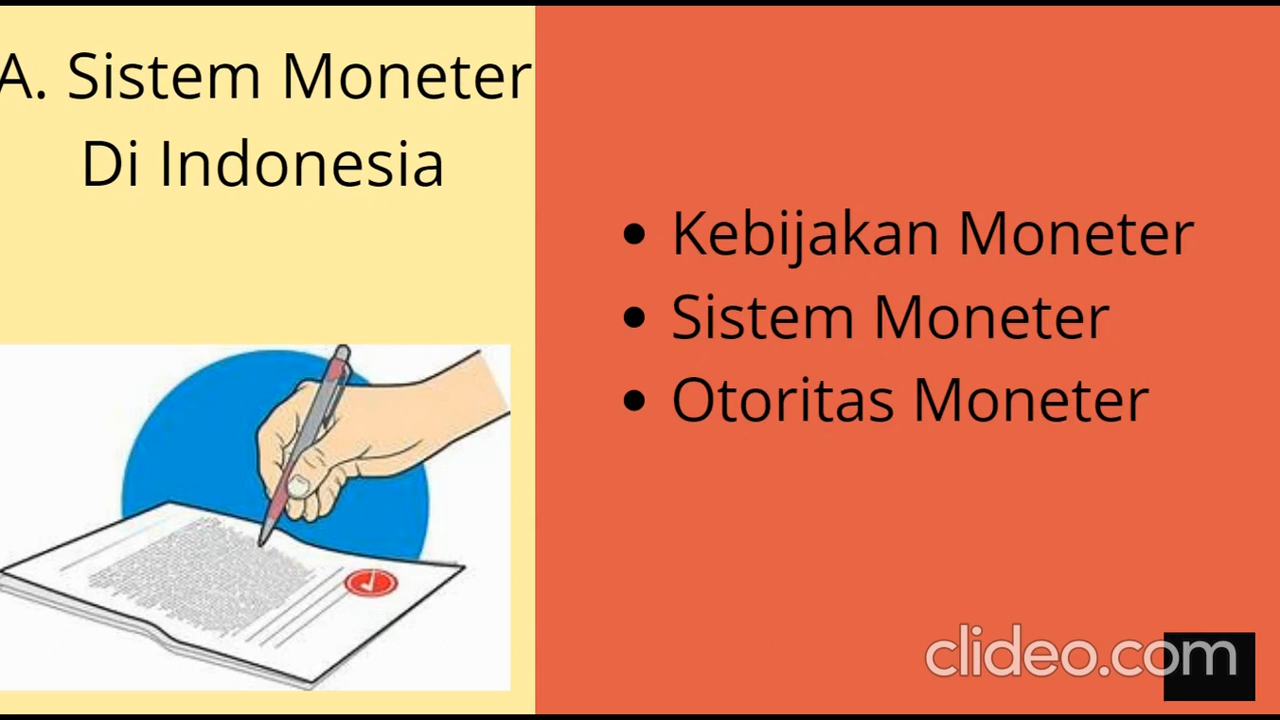 A. Sistem Moneter
Di Indonesia
• Kebijakan Moneter
• Sistem Moneter
• Otoritas Moneter
clideo.com